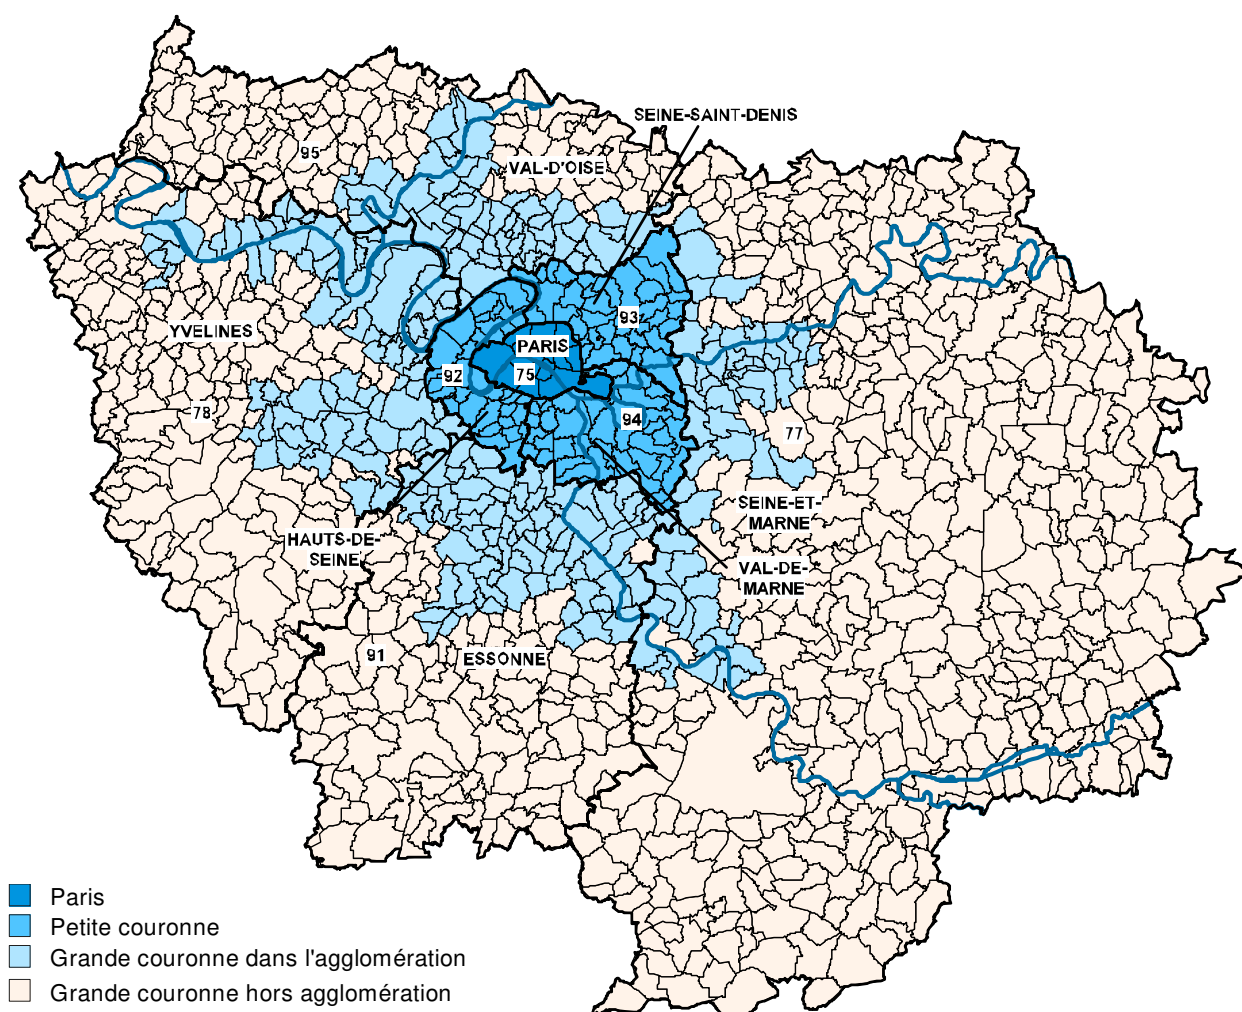 SEINE-SAINT-DENIS
95
VAL-D'OISE
93
YVELINES
PARIS
92
75
78
94
77
SEINE-ET-
MARNE
HAUTS-DE-
SEINE
VAL-DE-
MARNE
91
ESSONNE
Paris
Petite couronne
Grande couronne dans l'agglomération
Grande couronne hors agglomération